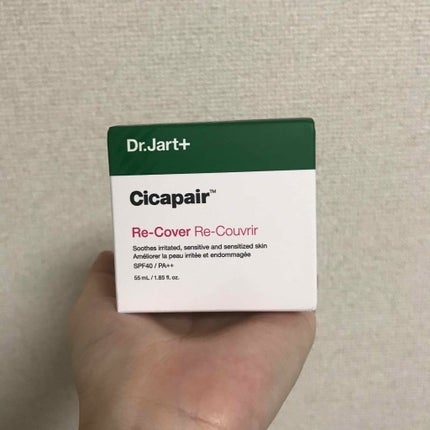 Dr.Jart+
Cicapair™
Re-Cover Re-Couvrir
Soothes irritated, sensitive and sensitized skin
Améliorer la peau irritée et endommagée
SPF40 / PA++
55 mL / 1.85 fl. oz.